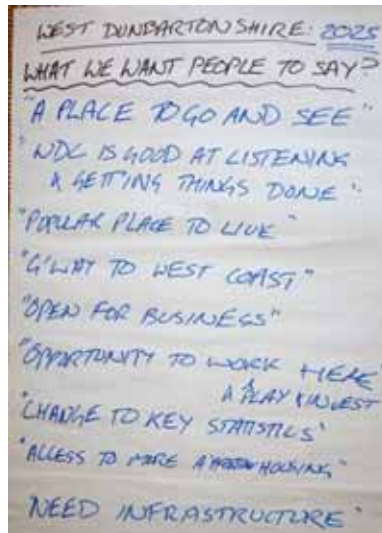 WEST DUNBARTONSHIRE: 2025
WHAT WE WANT PEOPLE TO SAY?
"A PLACE TO GO AND SEE"
"WDC IS GOOD AT LISTENING
& GETTING THINGS DONE"
"POPULAR PLACE TO LIVE"
"G'WAY TO WEST COAST"
"OPEN FOR BUSINESS"
"OPPORTUNITY TO WORK HERE"
& PLAY & INVEST
"CHANGE TO KEY STATISTICS"
"ACCESS TO MORE HOUSING"
"NEED INFRASTRUCTURE"